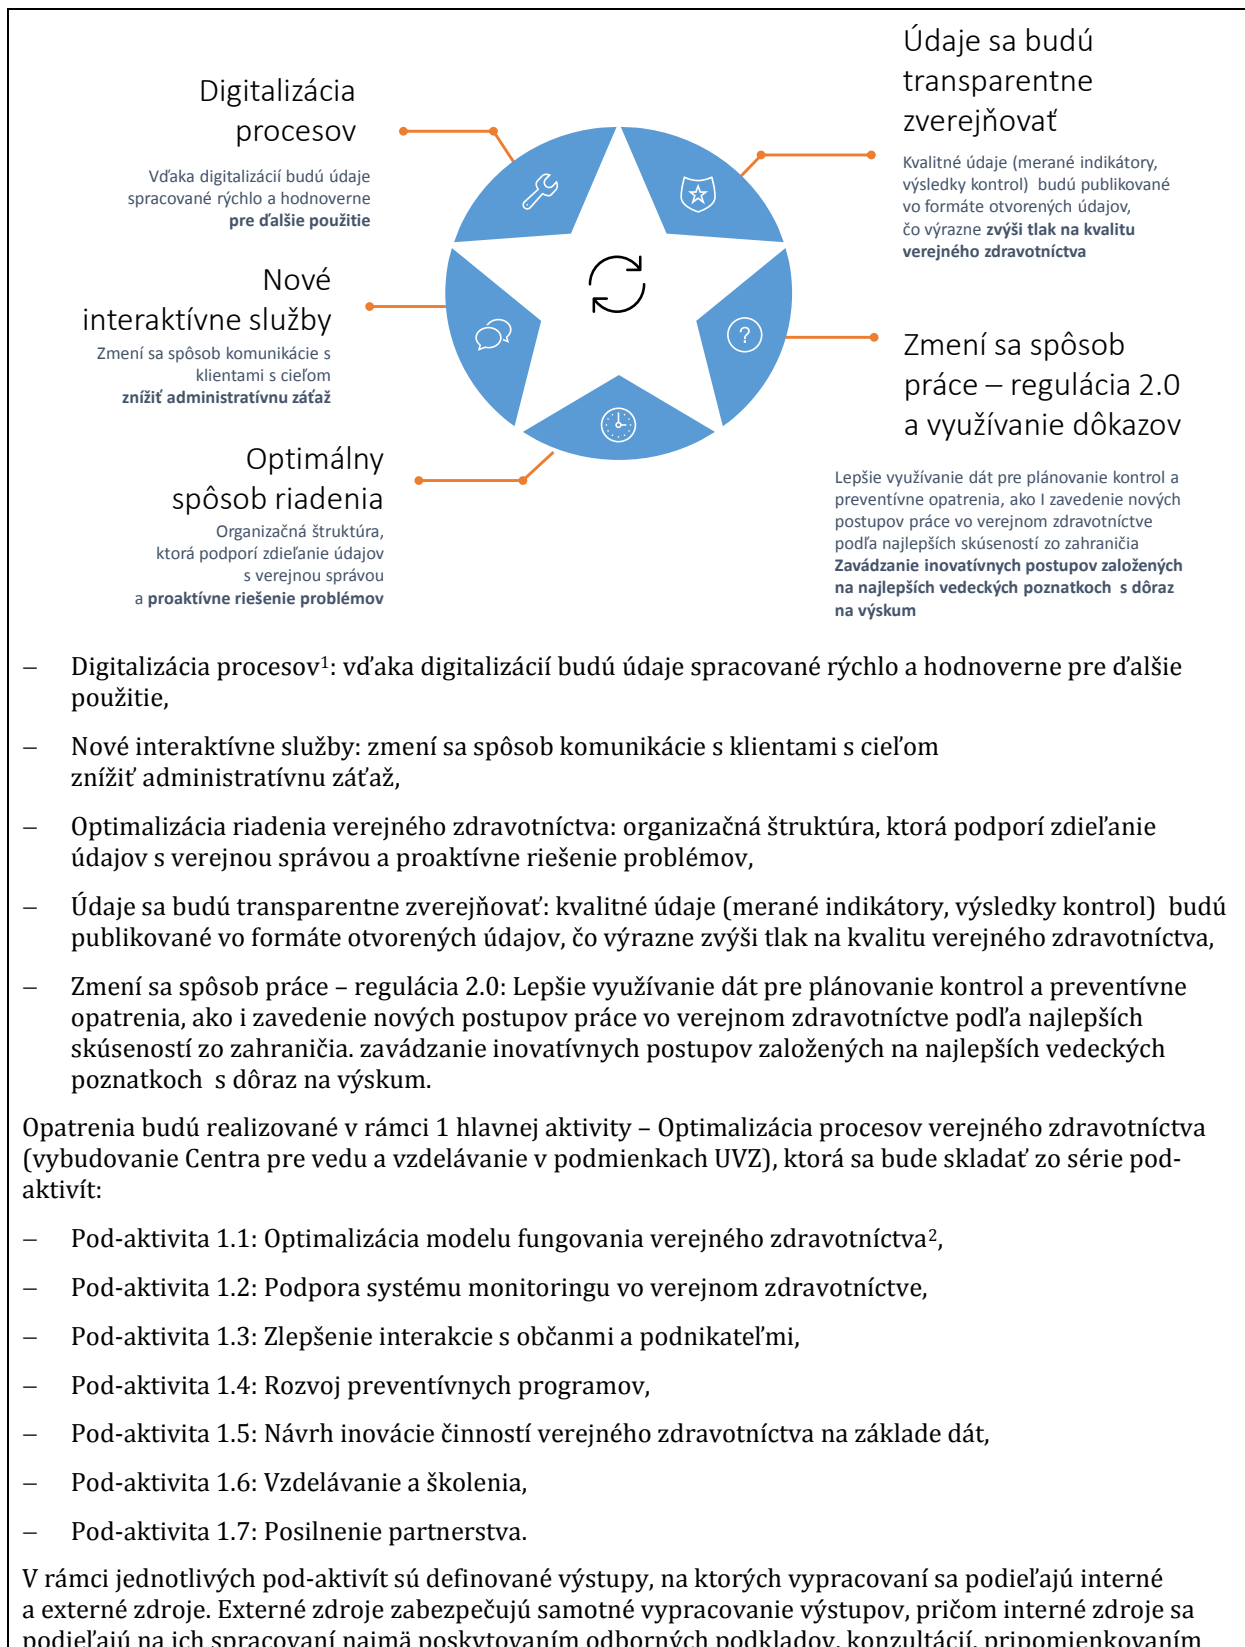 Digitalizácia
procesov
Vďaka digitalizácií budú údaje
spracované rýchlo a hodnoverne
pre ďalšie použitie
Nové
interaktívne služby
Zmení sa spôsob komunikácie s
klientami s cieľom
znížiť administratívnu záťaž
Optimálny
spôsob riadenia
Organizačná štruktúra,
ktorá podporí zdieľanie údajov
s verejnou správou
a proaktívne riešenie problémov
Údaje sa budú
transparentne
zverejňovať
Kvalitné údaje (merané indikátory,
výsledky kontrol) budú publikované
vo formáte otvorených údajov,
čo výrazne zvýši tlak na kvalitu
verejného zdravotníctva
?
Zmení sa spôsob
práce – regulácia 2.0
a využívanie dôkazov
Lepšie využívanie dát pre plánovanie kontrol a
preventívne opatrenia, ako I zavedenie nových
postupov práce vo verejnom zdravotníctve
podľa najlepších skúseností zo zahraničia
Zavádzanie inovatívnych postupov založených
na najlepších vedeckých poznatkoch s dôraz
na výskum
– Digitalizácia procesov1: vďaka digitalizácií budú údaje spracované rýchlo a hodnoverne pre ďalšie
použitie,
– Nové interaktívne služby: zmení sa spôsob komunikácie s klientami s cieľom
znížiť administratívnu záťaž,
– Optimalizácia riadenia verejného zdravotníctva: organizačná štruktúra, ktorá podporí zdieľanie
údajov s verejnou správou a proaktívne riešenie problémov,
– Údaje sa budú transparentne zverejňovať: kvalitné údaje (merané indikátory, výsledky kontrol) budú
publikované vo formáte otvorených údajov, čo výrazne zvýši tlak na kvalitu verejného zdravotníctva,
– Zmení sa spôsob práce – regulácia 2.0: Lepšie využívanie dát pre plánovanie kontrol a preventívne
opatrenia, ako i zavedenie nových postupov práce vo verejnom zdravotníctve podľa najlepších
skúseností zo zahraničia. zavádzanie inovatívnych postupov založených na najlepších vedeckých
poznatkoch s dôraz na výskum.
Opatrenia budú realizované v rámci 1 hlavnej aktivity – Optimalizácia procesov verejného zdravotníctva
(vybudovanie Centra pre vedu a vzdelávanie v podmienkach UVZ), ktorá sa bude skladať zo série pod-
aktivít:
– Pod-aktivita 1.1: Optimalizácia modelu fungovania verejného zdravotníctva2,
– Pod-aktivita 1.2: Podpora systému monitoringu vo verejnom zdravotníctve,
– Pod-aktivita 1.3: Zlepšenie interakcie s občanmi a podnikateľmi,
– Pod-aktivita 1.4: Rozvoj preventívnych programov,
– Pod-aktivita 1.5: Návrh inovácie činností verejného zdravotníctva na základe dát,
– Pod-aktivita 1.6: Vzdelávanie a školenia,
– Pod-aktivita 1.7: Posilnenie partnerstva.
V rámci jednotlivých pod-aktivít sú definované výstupy, na ktorých vypracovaní sa podieľajú interné
a externé zdroje. Externé zdroje zabezpečujú samotné vypracovanie výstupov, pričom interné zdroje sa
podieľajú na ich spracovaní najmä poskytovaním odborných podkladov, konzultácií, pripomienkovaním